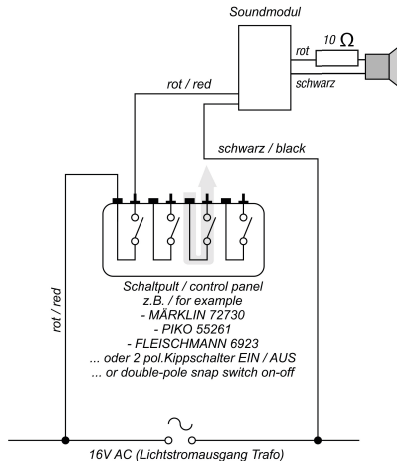 Soundmodul
rot
10 Ω
schwarz
rot / red
schwarz / black
rot / red
Schaltpult / control panel
z.B. / for example
- MÄRKLIN 72730
- PIKO 55261
- FLEISCHMANN 6923
... oder 2 pol.Kippschalter EIN / AUS
... or double-pole snap switch on-off
16V AC (Lichtstromausgang Trafo)